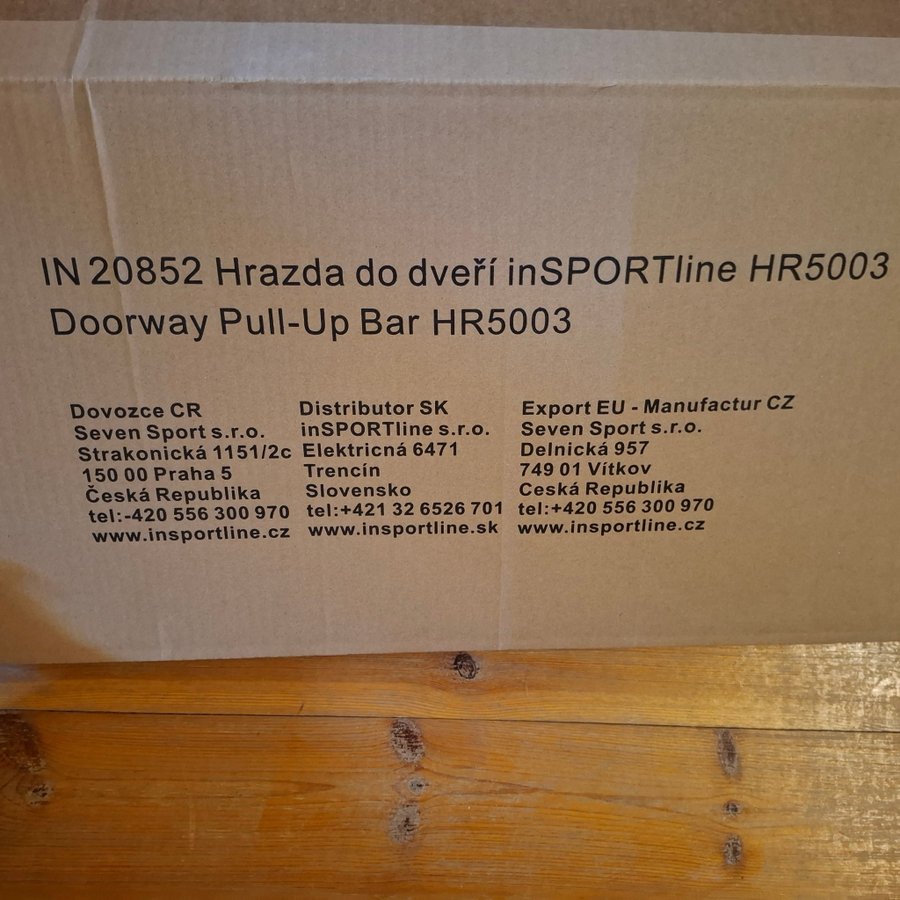 IN 20852 Hrazda do dveří inSPORTline HR5003
Doorway Pull-Up Bar HR5003
Dovozce CR
Seven Sport s.r.o.
Strakonická 1151/2c
150 00 Praha 5
Česká Republika
tel:-420 556 300 970
www.insportline.cz
Distributor SK
inSPORTline s.r.o.
Elektricná 6471
Trencín
Slovensko
tel:+421 32 6526 701
www.insportline.sk
Export EU - Manufactur CZ
Seven Sport s.r.o.
Delnická 957
749 01 Vítkov
Ceská Republika
tel:+420 556 300 970
www.insportline.cz